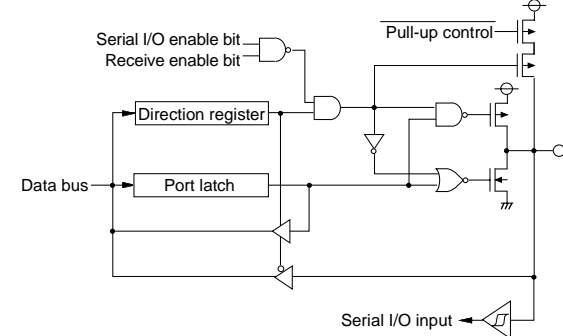 Serial I/O enable bit
Receive enable bit
Pull-up control
Direction register
Data bus
Port latch
Serial I/O input